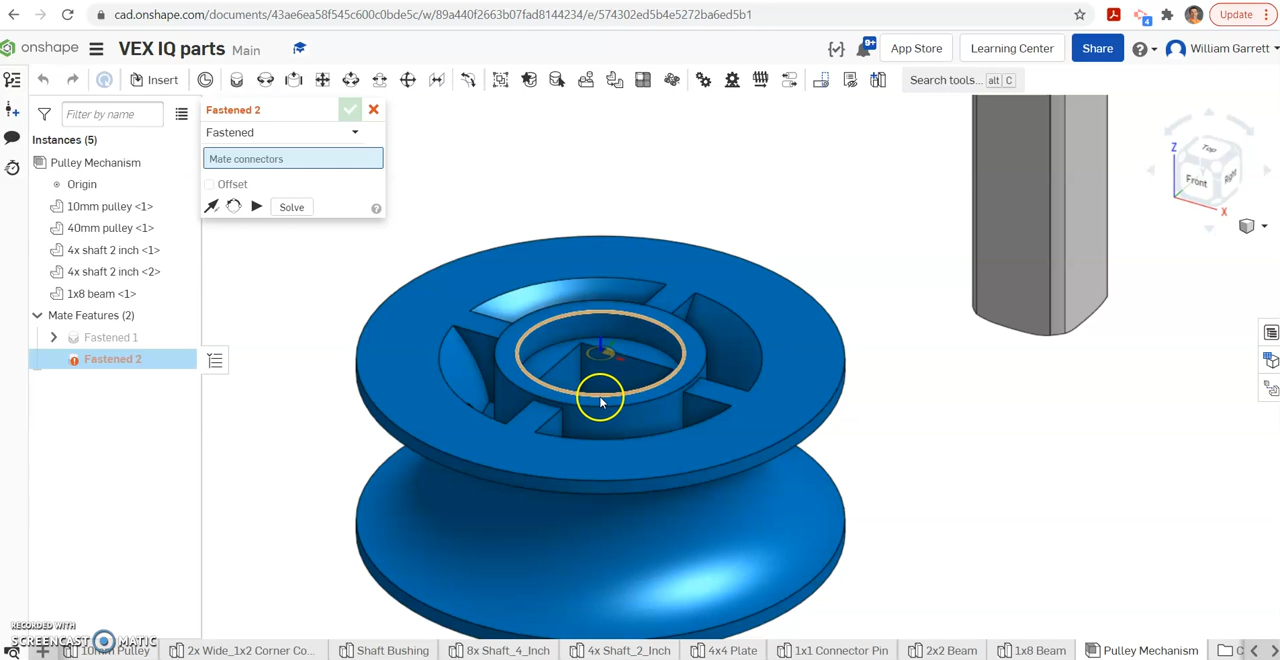 cad.onshape.com/documents/43ae6ea58f545c600c0bde5c/w/f0a440f2663b07fad8144234/e/574302ed5b4e5272ba6ed5b1
4
Update
onshape
VEX IQ parts Main
9+
App Store
Learning Center
Share
William Garrett
Insert
Search tools... alt C
Filter by name
Instances (5)
Pulley Mechanism
Origin
10mm pulley <1>
40mm pulley <1>
4x shaft 2 inch <1>
4x shaft 2 inch <2>
1x8 beam <1>
Mate Features (2)
Fastened 1
Fastened 2
Fastened 2
Fastened
Mate connectors
Offset
Solve
Z
Top
Front
Right
X
RECORDED WITH
SCREENCAST MATIC
10mm Pulley
2x Wide_1x2 Corner Co...
Shaft Bushing
8x Shaft_4_Inch
4x Shaft_2_Inch
4x4 Plate
1x1 Connector Pin
2x2 Beam
1x8 Beam
Pulley Mechanism
C